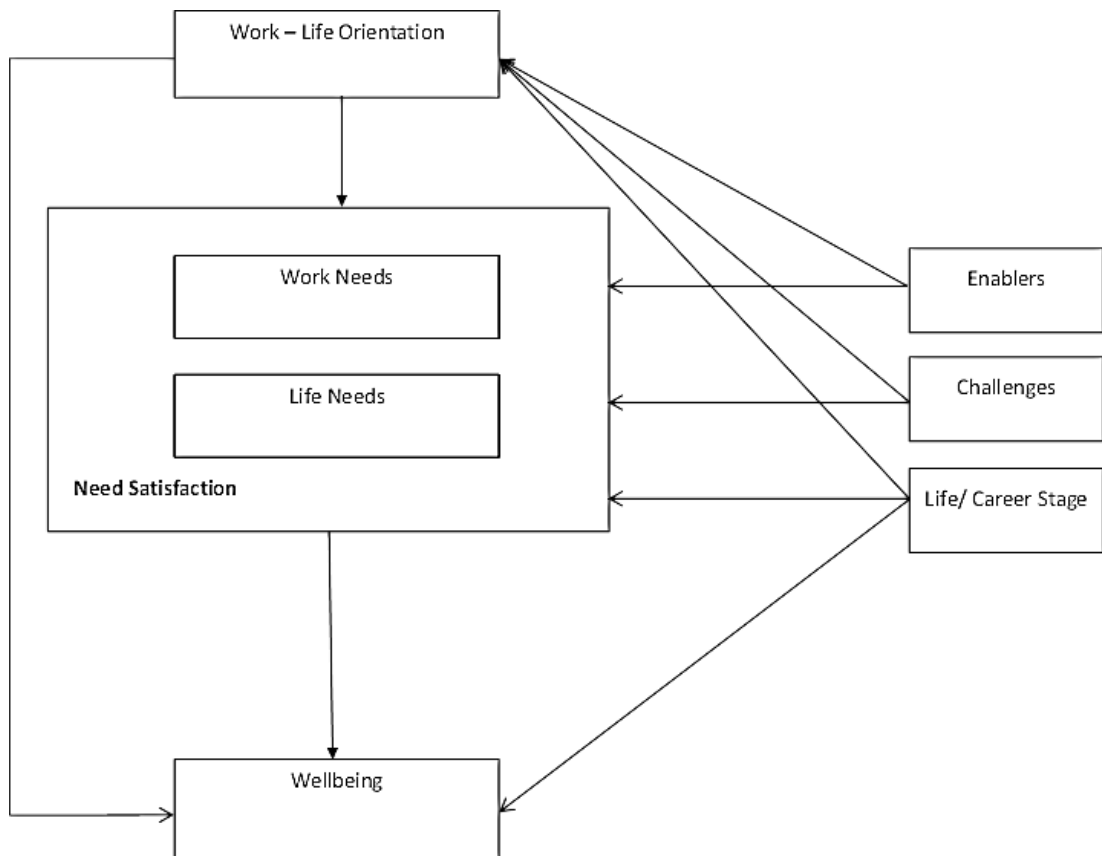 Work – Life Orientation
Work Needs
Life Needs
Need Satisfaction
Enablers
Challenges
Life/ Career Stage
Wellbeing